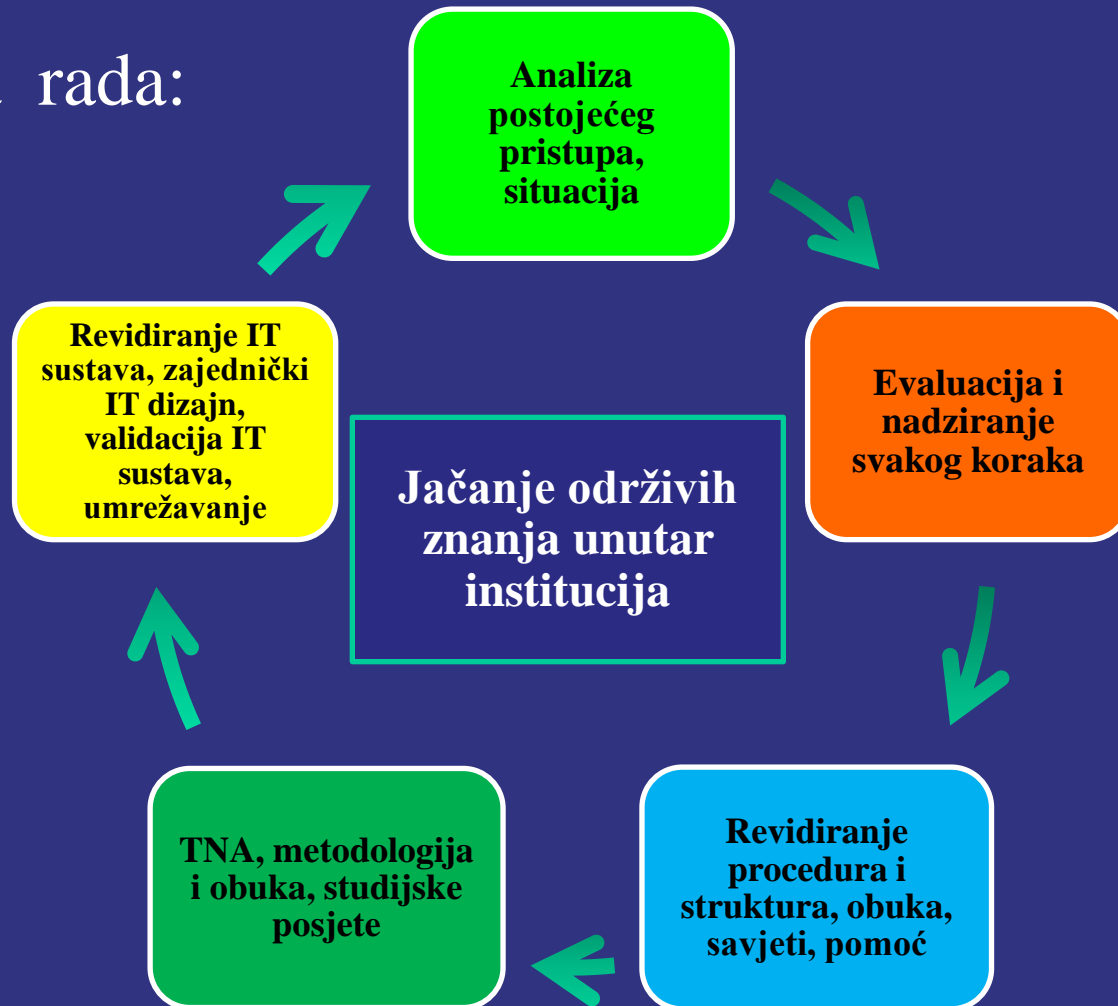 rada:
Analiza
postojećeg
pristupa,
situacija
Evaluacija i
nadziranje
svakog koraka
Revidiranje
procedura i
struktura, obuka,
savjeti, pomoć
TNA, metodologija
i obuka, studijske
posjete
Revidiranje IT
sustava, zajednički
IT dizajn,
validacija IT
sustava,
umrežavanje
Jačanje održivih
znanja unutar
institucija